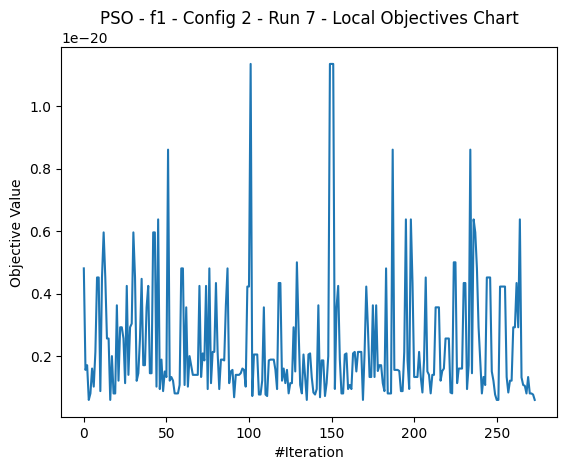 PSO - f1 - Config 2 - Run 7 - Local Objectives Chart
1e−20
1.0
0.8
0.6
0.4
0.2
Objective Value
0 50 100 150 200 250
#Iteration